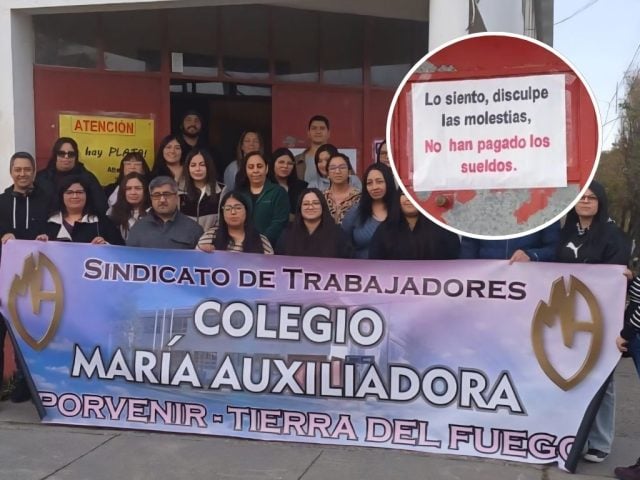 ATENCIÓN
hay PLATA
Lo siento, disculpe
las molestias,
No han pagado los
sueldos.
SINDICATO DE TRABAJADORES
COLEGIO
MARÍA AUXILIADORA
PORVENIR - TIERRA DEL FUEGO